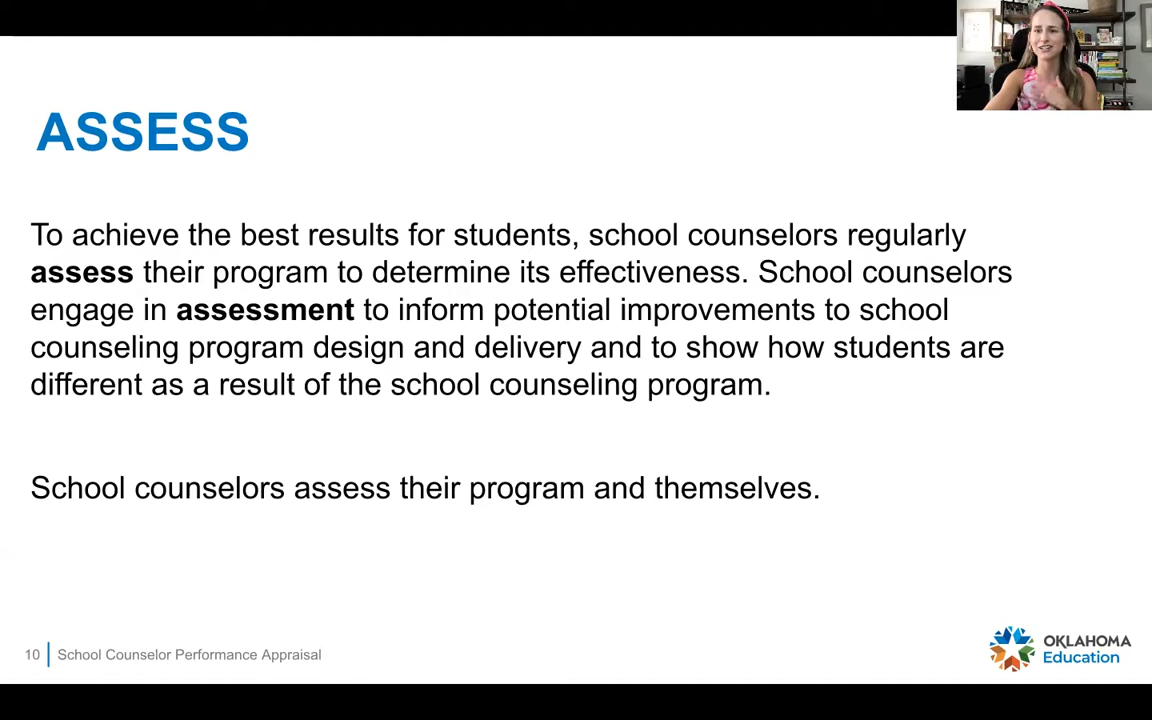 ASSESS
To achieve the best results for students, school counselors regularly
assess their program to determine its effectiveness. School counselors
engage in assessment to inform potential improvements to school
counseling program design and delivery and to show how students are
different as a result of the school counseling program.
School counselors assess their program and themselves.
10 School Counselor Performance Appraisal
OKLAHOMA
Education